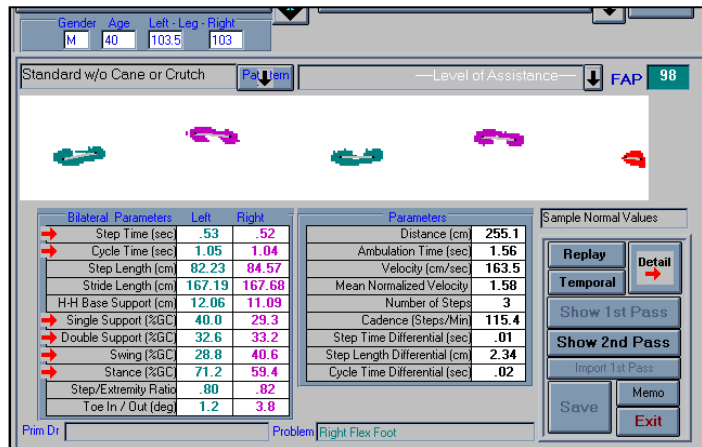 Gender Age Left - Leg - Right
M 40 103.5 103
Standard w/o Cane or Crutch Pattern —Level of Assistance— FAP 98
Bilateral Parameters Left Right
Step Time (sec) .53 .52
Cycle Time (sec) 1.05 1.04
Step Length (cm) 82.23 84.57
Stride Length (cm) 167.19 167.68
H-H Base Support (cm) 12.06 11.09
Single Support (%GC) 40.0 29.3
Double Support (%GC) 32.6 33.2
Swing (%GC) 28.8 40.6
Stance (%GC) 71.2 59.4
Step/Extremity Ratio .80 .82
Toe In / Out (deg) 1.2 3.8
Parameters
Distance (cm) 255.1
Ambulation Time (sec) 1.56
Velocity (cm/sec) 163.5
Mean Normalized Velocity 1.58
Number of Steps 3
Cadence (Steps/Min) 115.4
Step Time Differential (sec) .01
Step Length Differential (cm) 2.34
Cycle Time Differential (sec) .02
Sample Normal Values
Replay Detail
Temporal
Show 1st Pass
Show 2nd Pass
Import 1st Pass
Save Memo
Exit
Prim Dr Problem Right Flex Foot